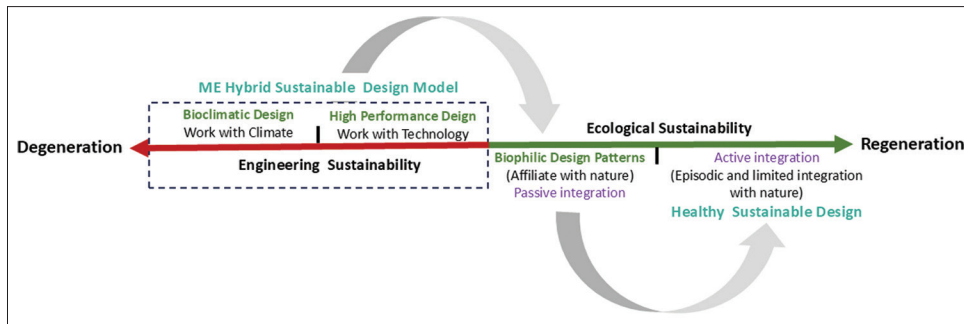 ME Hybrid Sustainable Design Model
Bioclimatic Design
Work with Climate
High Performance Deign
Work with Technology
Degeneration
Engineering Sustainability
Ecological Sustainability
Regeneration
Biophilic Design Patterns
(Affiliate with nature)
Passive integration
Active integration
(Episodic and limited integration
with nature)
Healthy Sustainable Design